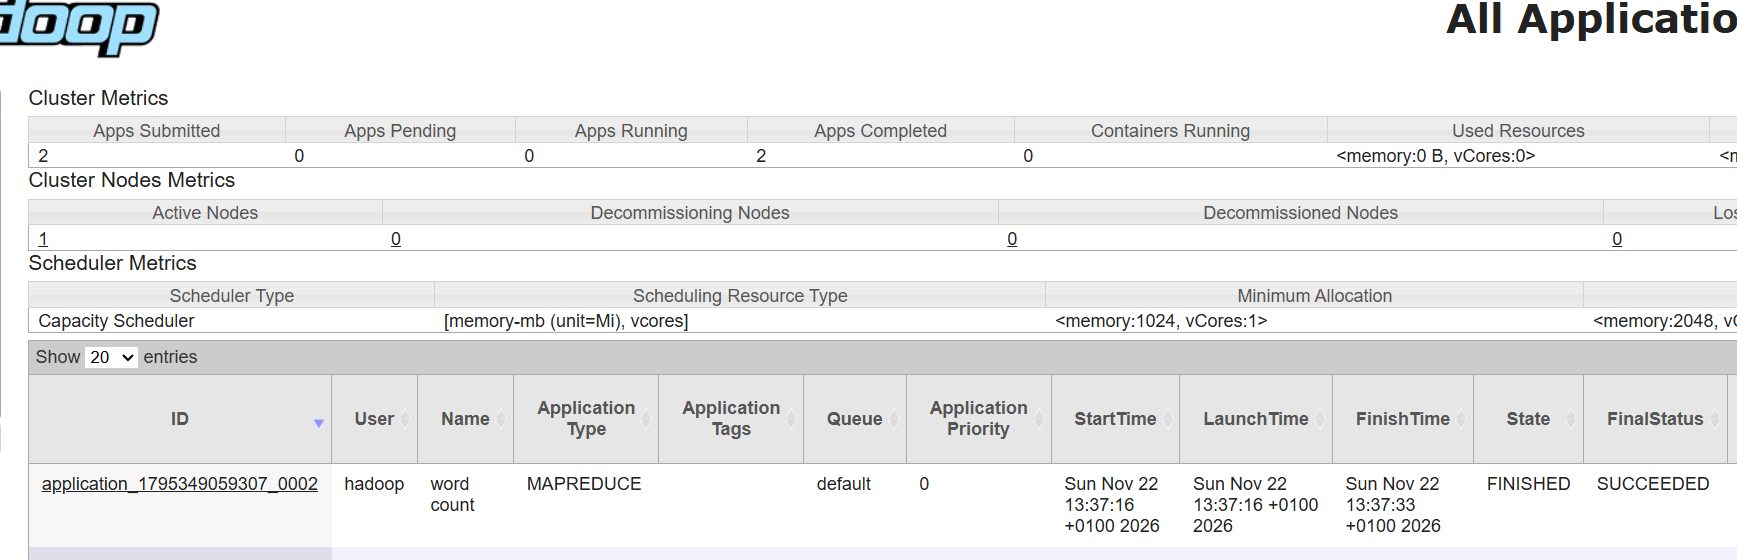 doop
All Applicatio
Cluster Metrics
Apps Submitted Apps Pending Apps Running Apps Completed Containers Running Used Resources
2 0 0 2 0 <memory:0 B, vCores:0> <m
Cluster Nodes Metrics
Active Nodes Decommissioning Nodes Decommissioned Nodes Los
1 0 0 0
Scheduler Metrics
Scheduler Type Scheduling Resource Type Minimum Allocation
Capacity Scheduler [memory-mb (unit=Mi), vcores] <memory:1024, vCores:1> <memory:2048, vC
Show 20 entries
ID User Name Application Type Application Tags Queue Application Priority StartTime LaunchTime FinishTime State FinalStatus
application_1795349059307_0002 hadoop word count MAPREDUCE default 0 Sun Nov 22 13:37:16 +0100 2026 Sun Nov 22 13:37:16 +0100 2026 Sun Nov 22 13:37:33 +0100 2026 FINISHED SUCCEEDED